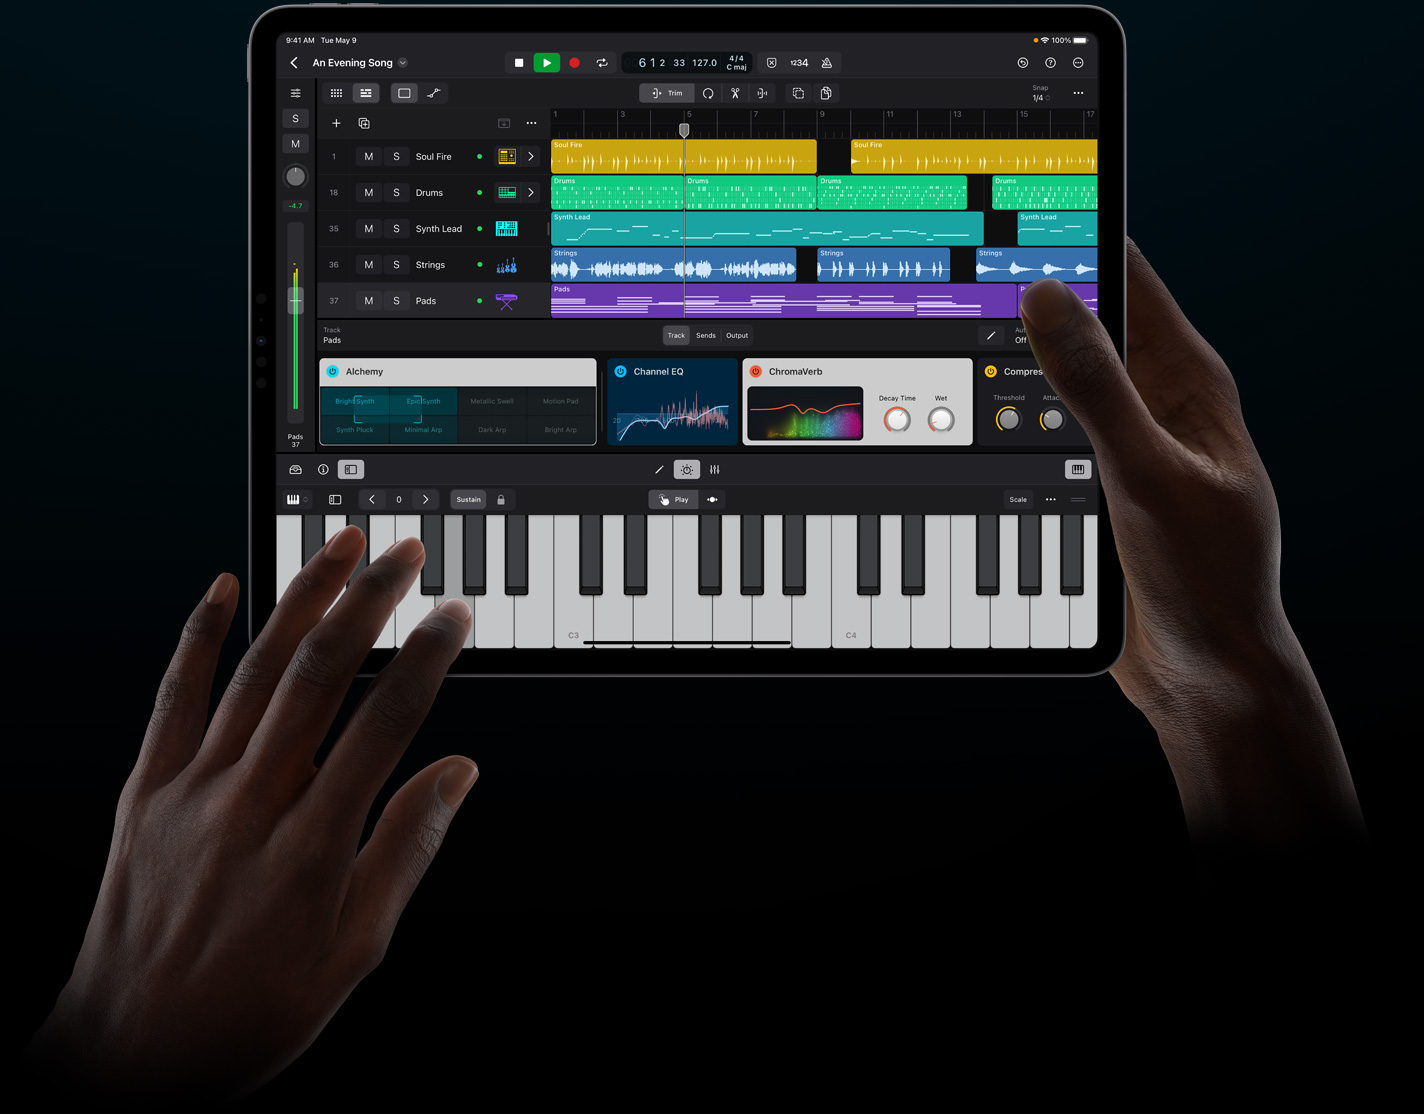 9:41 AM Tue May 9
100%
An Evening Song
6 1 2 33 127.0 4/4 C maj
1234
Trim
Snap
1/4
S
M
-4.7
Pads
37
1 3 5 7 9 11 13 15 17
1 M S Soul Fire
Soul Fire Soul Fire
18 M S Drums
Drums Drums Drums Drums
35 M S Synth Lead
Synth Lead Synth Lead
36 M S Strings
Strings Strings Strings
37 M S Pads
Pads
Track
Pads
Track Sends Output
Off
Alchemy
Bright Synth Epic Synth Metallic Swell Motion Pad
Synth Pluck Minimal Arp Dark Arp Bright Arp
Channel EQ
20
ChromaVerb
Decay Time Wet
Compres
Threshold Attac
0
Sustain
Play
Scale
C3 C4